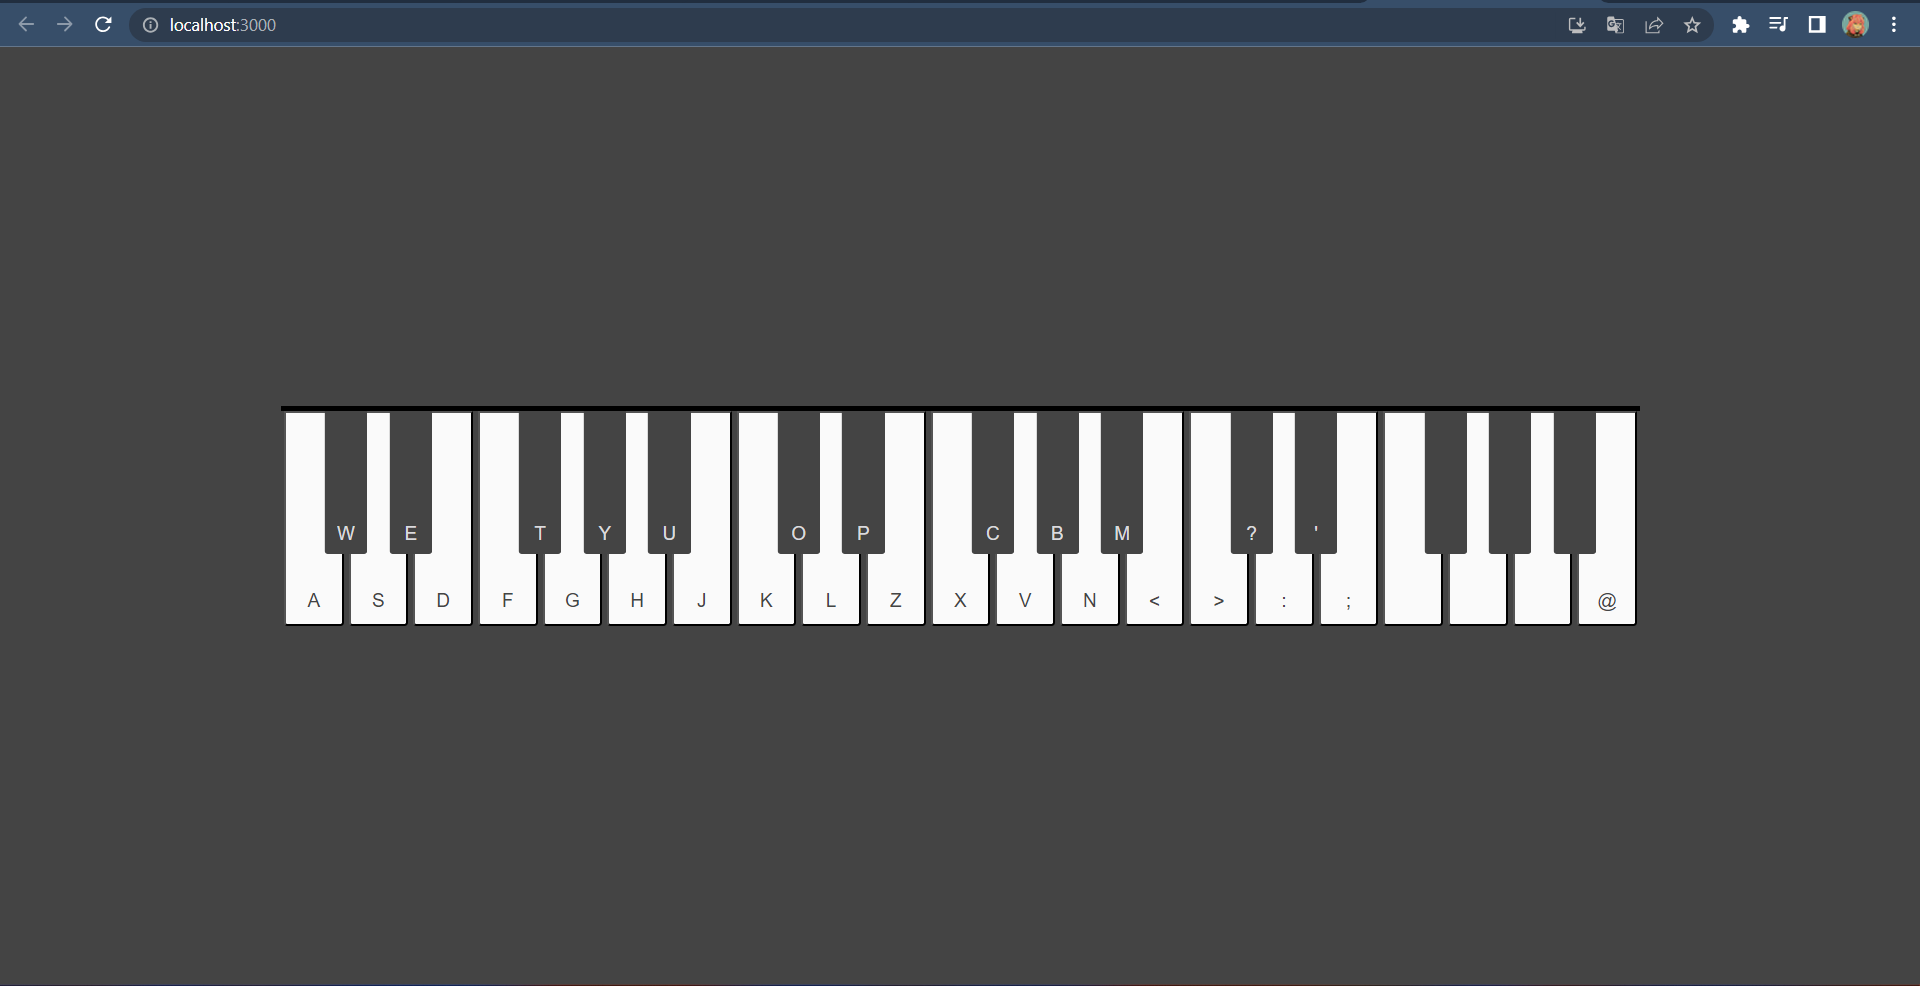 localhost:3000
W E T Y U O P C B M ? '
A S D F G H J K L Z X V N < > : ; @